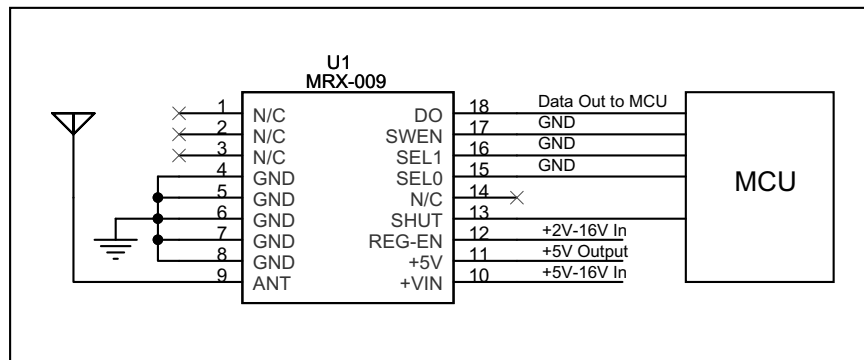 U1
MRX-009
1 N/C DO 18 Data Out to MCU
2 N/C SWEN 17 GND
3 N/C SEL1 16 GND
4 GND SEL0 15 GND
5 GND N/C 14
6 GND SHUT 13
7 GND REG-EN 12 +2V-16V In
8 GND +5V 11 +5V Output
9 ANT +VIN 10 +5V-16V In
MCU